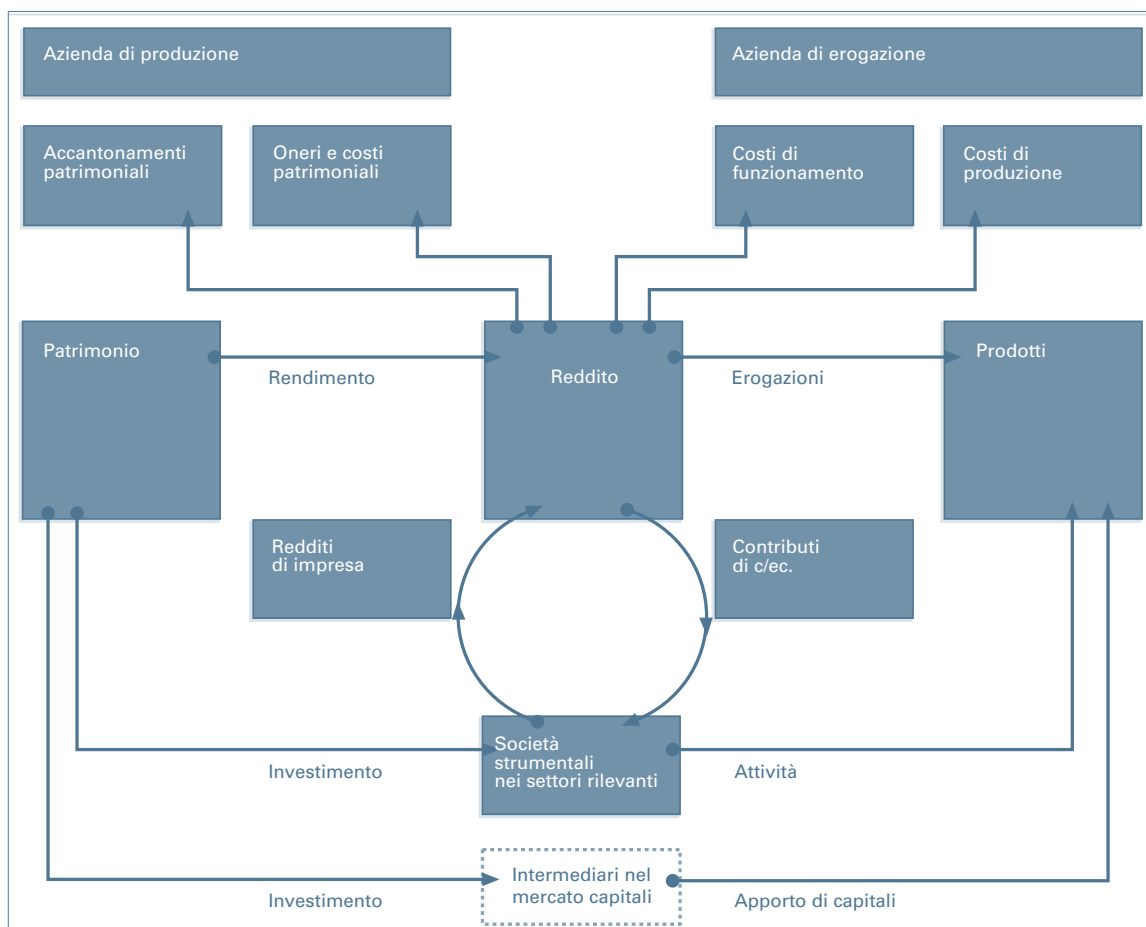 Azienda di produzione
Azienda di erogazione
Accantonamenti
patrimoniali
Oneri e costi
patrimoniali
Costi di
funzionamento
Costi di
produzione
Patrimonio
Rendimento
Reddito
Erogazioni
Prodotti
Redditi
di impresa
Contributi
di c/ec.
Investimento
Società
strumentali
nei settori rilevanti
Attività
Investimento
Intermediari nel
mercato capitali
Apporto di capitali